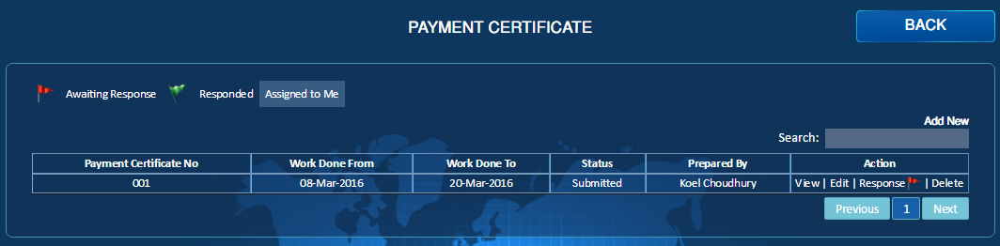 PAYMENT CERTIFICATE
BACK
Awaiting Response Responded Assigned to Me
Add New
Search:
Payment Certificate No Work Done From Work Done To Status Prepared By Action
001 08-Mar-2016 20-Mar-2016 Submitted Koel Choudhury View | Edit | Response | Delete
Previous 1 Next